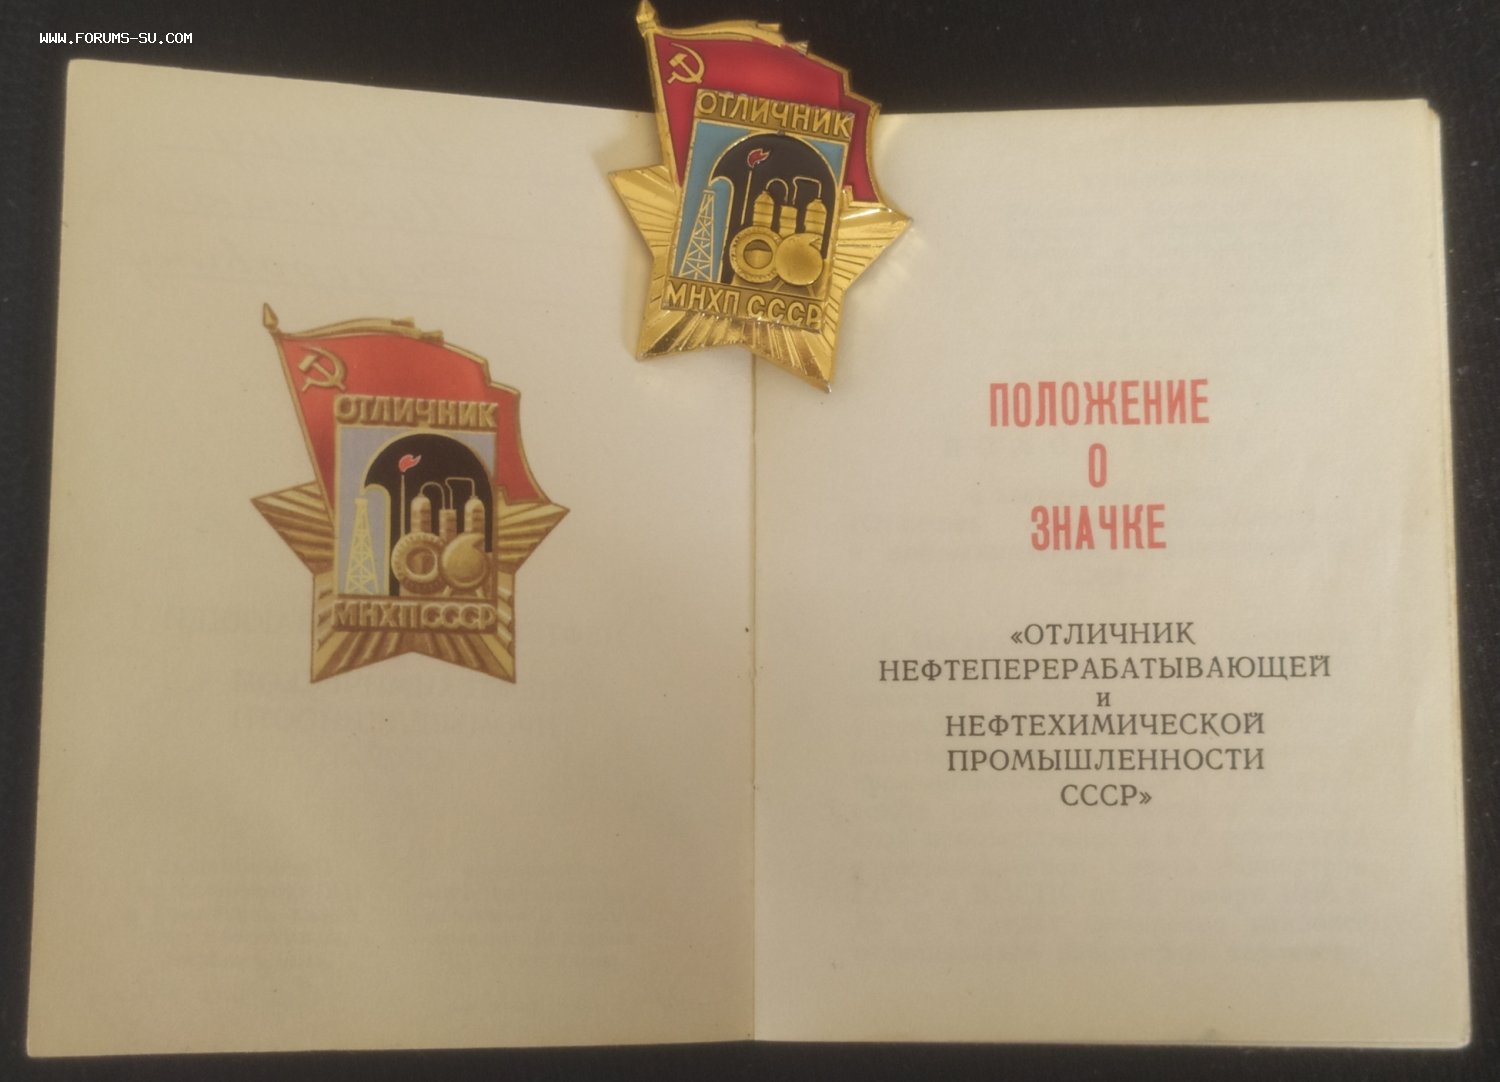 WWW.FORUMS-SU.COM
ОТЛИЧНИК
МНХП СССР
ОТЛИЧНИК
МНХП СССР
ПОЛОЖЕНИЕ
О
ЗНАЧКЕ
«ОТЛИЧНИК
НЕФТЕПЕРЕРАБАТЫВАЮЩЕЙ
и
НЕФТЕХИМИЧЕСКОЙ
ПРОМЫШЛЕННОСТИ
СССР»